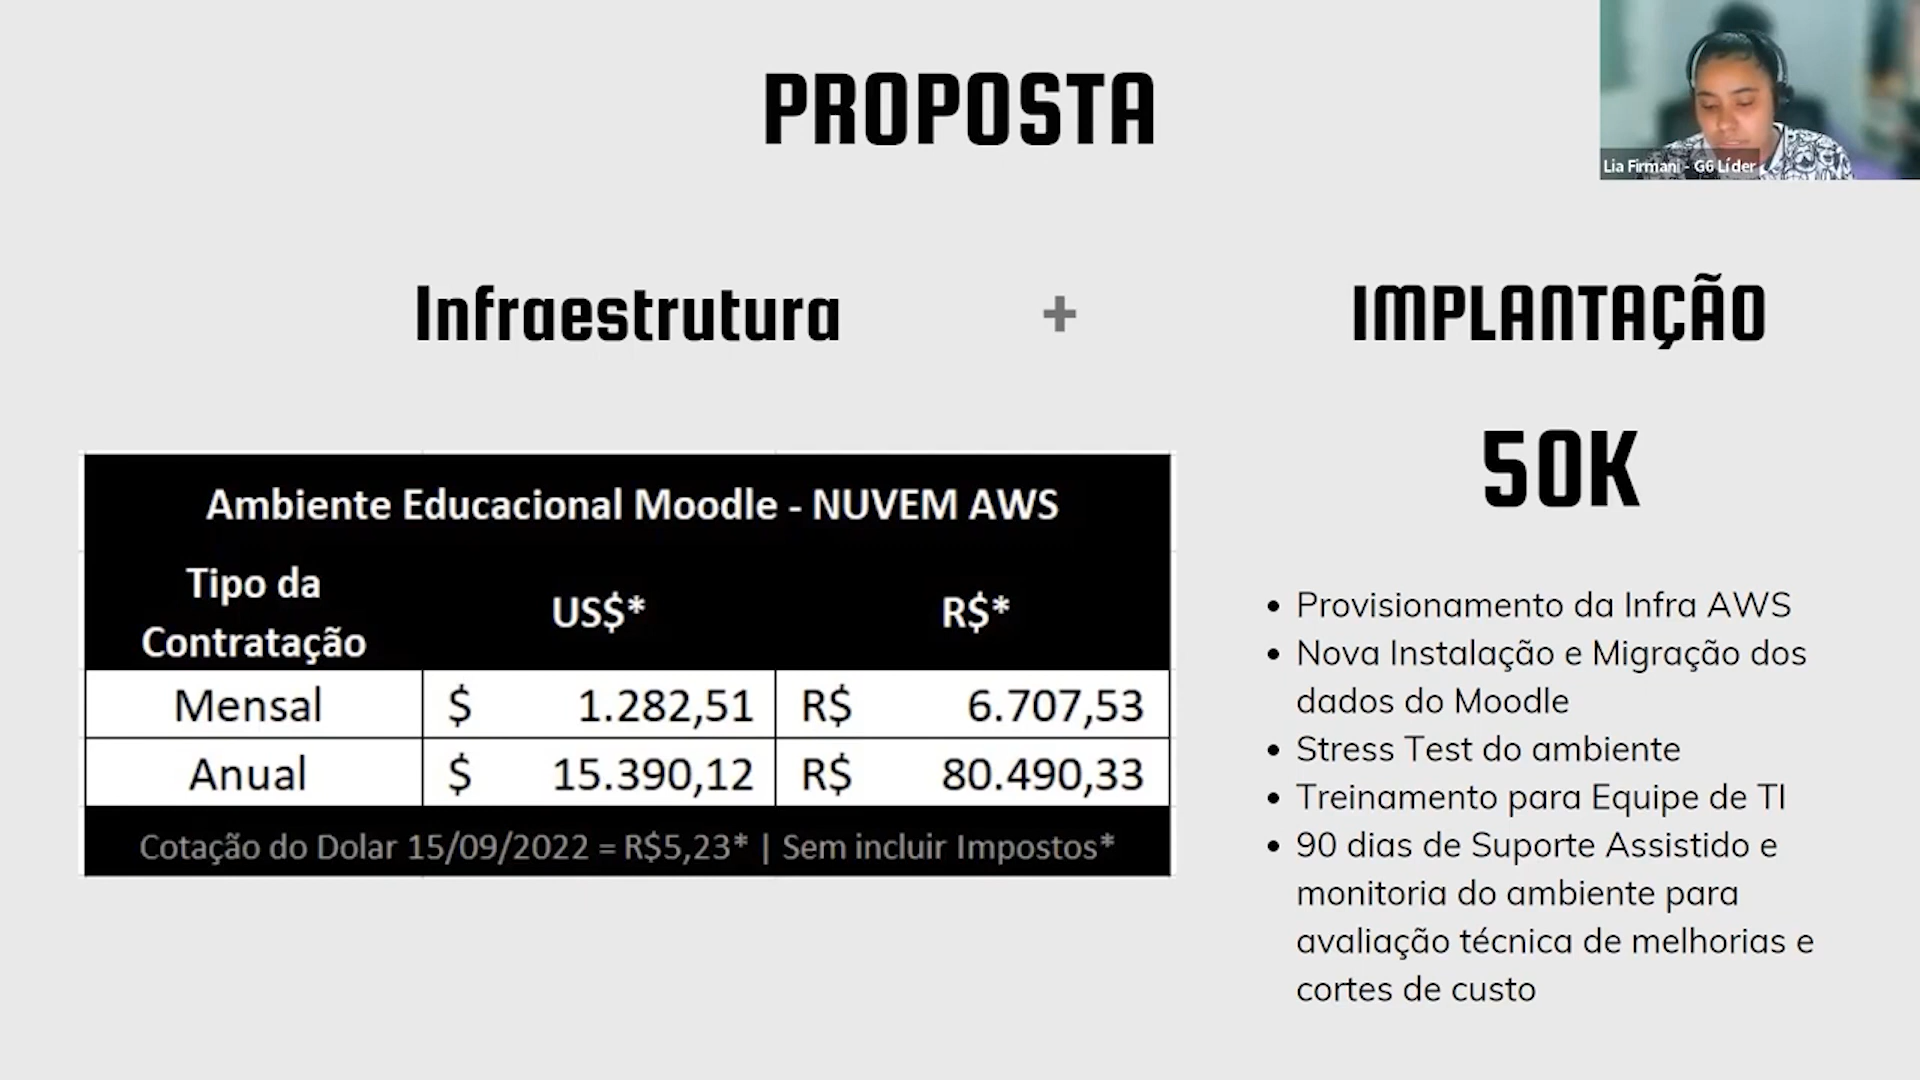 PROPOSTA
Lia Firmani - G6 Líder
Infraestrutura + IMPLANTAÇÃO
Ambiente Educacional Moodle - NUVEM AWS
Tipo da
Contratação US$* R$*
Mensal $ 1.282,51 R$ 6.707,53
Anual $ 15.390,12 R$ 80.490,33
Cotação do Dolar 15/09/2022 = R$5,23* | Sem incluir Impostos*
50K
• Provisionamento da Infra AWS
• Nova Instalação e Migração dos
dados do Moodle
• Stress Test do ambiente
• Treinamento para Equipe de TI
• 90 dias de Suporte Assistido e
monitoria do ambiente para
avaliação técnica de melhorias e
cortes de custo